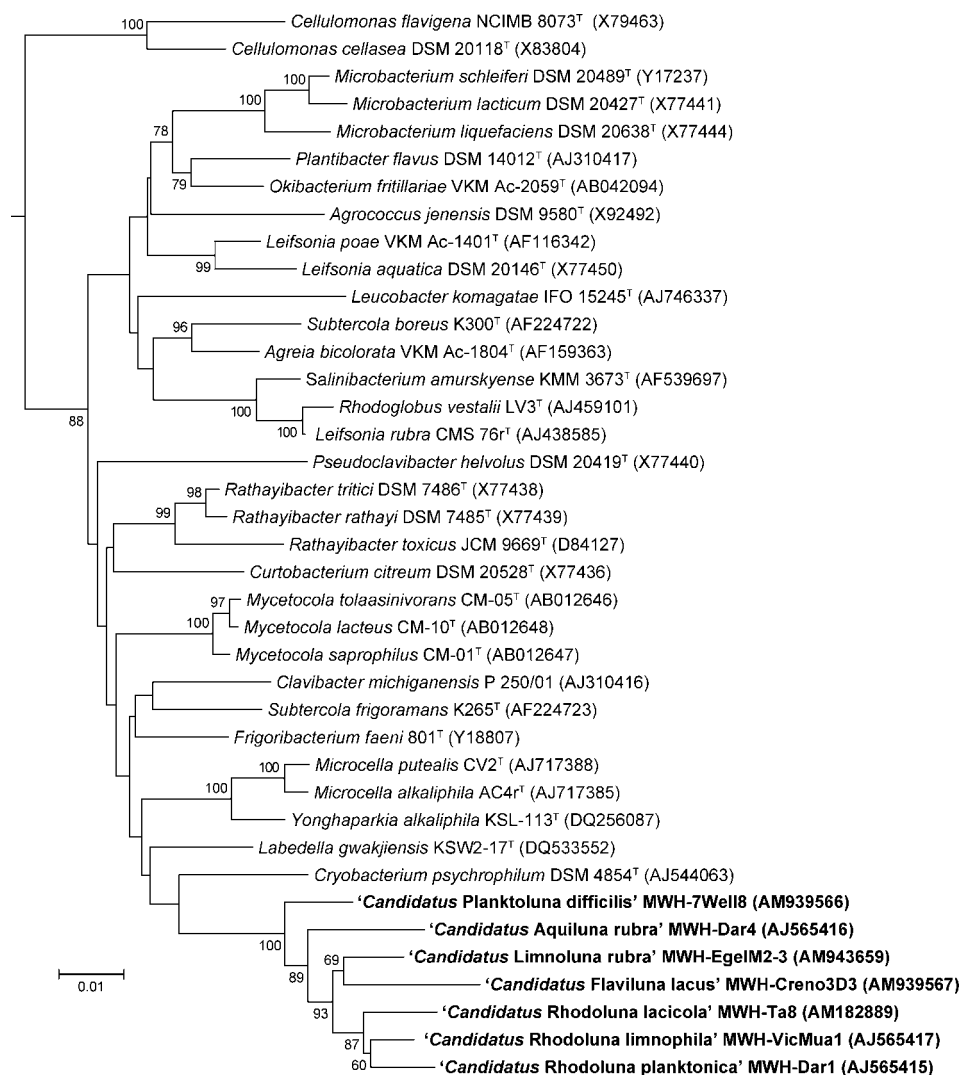 100
Cellulomonas flavigena NCIMB 8073ᵀ (X79463)
Cellulomonas cellasea DSM 20118ᵀ (X83804)
100
Microbacterium schleiferi DSM 20489ᵀ (Y17237)
100
Microbacterium lacticum DSM 20427ᵀ (X77441)
Microbacterium liquefaciens DSM 20638ᵀ (X77444)
78
Plantibacter flavus DSM 14012ᵀ (AJ310417)
79
Okibacterium fritillariae VKM Ac-2059ᵀ (AB042094)
Agrococcus jenensis DSM 9580ᵀ (X92492)
Leifsonia poae VKM Ac-1401ᵀ (AF116342)
99
Leifsonia aquatica DSM 20146ᵀ (X77450)
Leucobacter komagatae IFO 15245ᵀ (AJ746337)
96
Subtercola boreus K300ᵀ (AF224722)
Agreia bicolorata VKM Ac-1804ᵀ (AF159363)
Salinibacterium amurskyense KMM 3673ᵀ (AF539697)
88
100
Rhodoglobus vestalii LV3ᵀ (AJ459101)
100
Leifsonia rubra CMS 76rᵀ (AJ438585)
Pseudoclavibacter helvolus DSM 20419ᵀ (X77440)
98
Rathayibacter tritici DSM 7486ᵀ (X77438)
99
Rathayibacter rathayi DSM 7485ᵀ (X77439)
Rathayibacter toxicus JCM 9669ᵀ (D84127)
Curtobacterium citreum DSM 20528ᵀ (X77436)
97
Mycetocola tolaasinivorans CM-05ᵀ (AB012646)
100
Mycetocola lacteus CM-10ᵀ (AB012648)
Mycetocola saprophilus CM-01ᵀ (AB012647)
Clavibacter michiganensis P 250/01 (AJ310416)
Subtercola frigoramans K265ᵀ (AF224723)
Frigoribacterium faeni 801ᵀ (Y18807)
100
Microcella putealis CV2ᵀ (AJ717388)
100
Microcella alkaliphila AC4rᵀ (AJ717385)
Yonghaparkia alkaliphila KSL-113ᵀ (DQ256087)
Labedella gwakjiensis KSW2-17ᵀ (DQ533552)
Cryobacterium psychrophilum DSM 4854ᵀ (AJ544063)
‘Candidatus Planktoluna difficilis’ MWH-7Well8 (AM939566)
100
‘Candidatus Aquiluna rubra’ MWH-Dar4 (AJ565416)
69
‘Candidatus Limnoluna rubra’ MWH-EgelM2-3 (AM943659)
89
‘Candidatus Flaviluna lacus’ MWH-Creno3D3 (AM939567)
0.01
93
‘Candidatus Rhodoluna lacicola’ MWH-Ta8 (AM182889)
87
‘Candidatus Rhodoluna limnophila’ MWH-VicMua1 (AJ565417)
60
‘Candidatus Rhodoluna planktonica’ MWH-Dar1 (AJ565415)